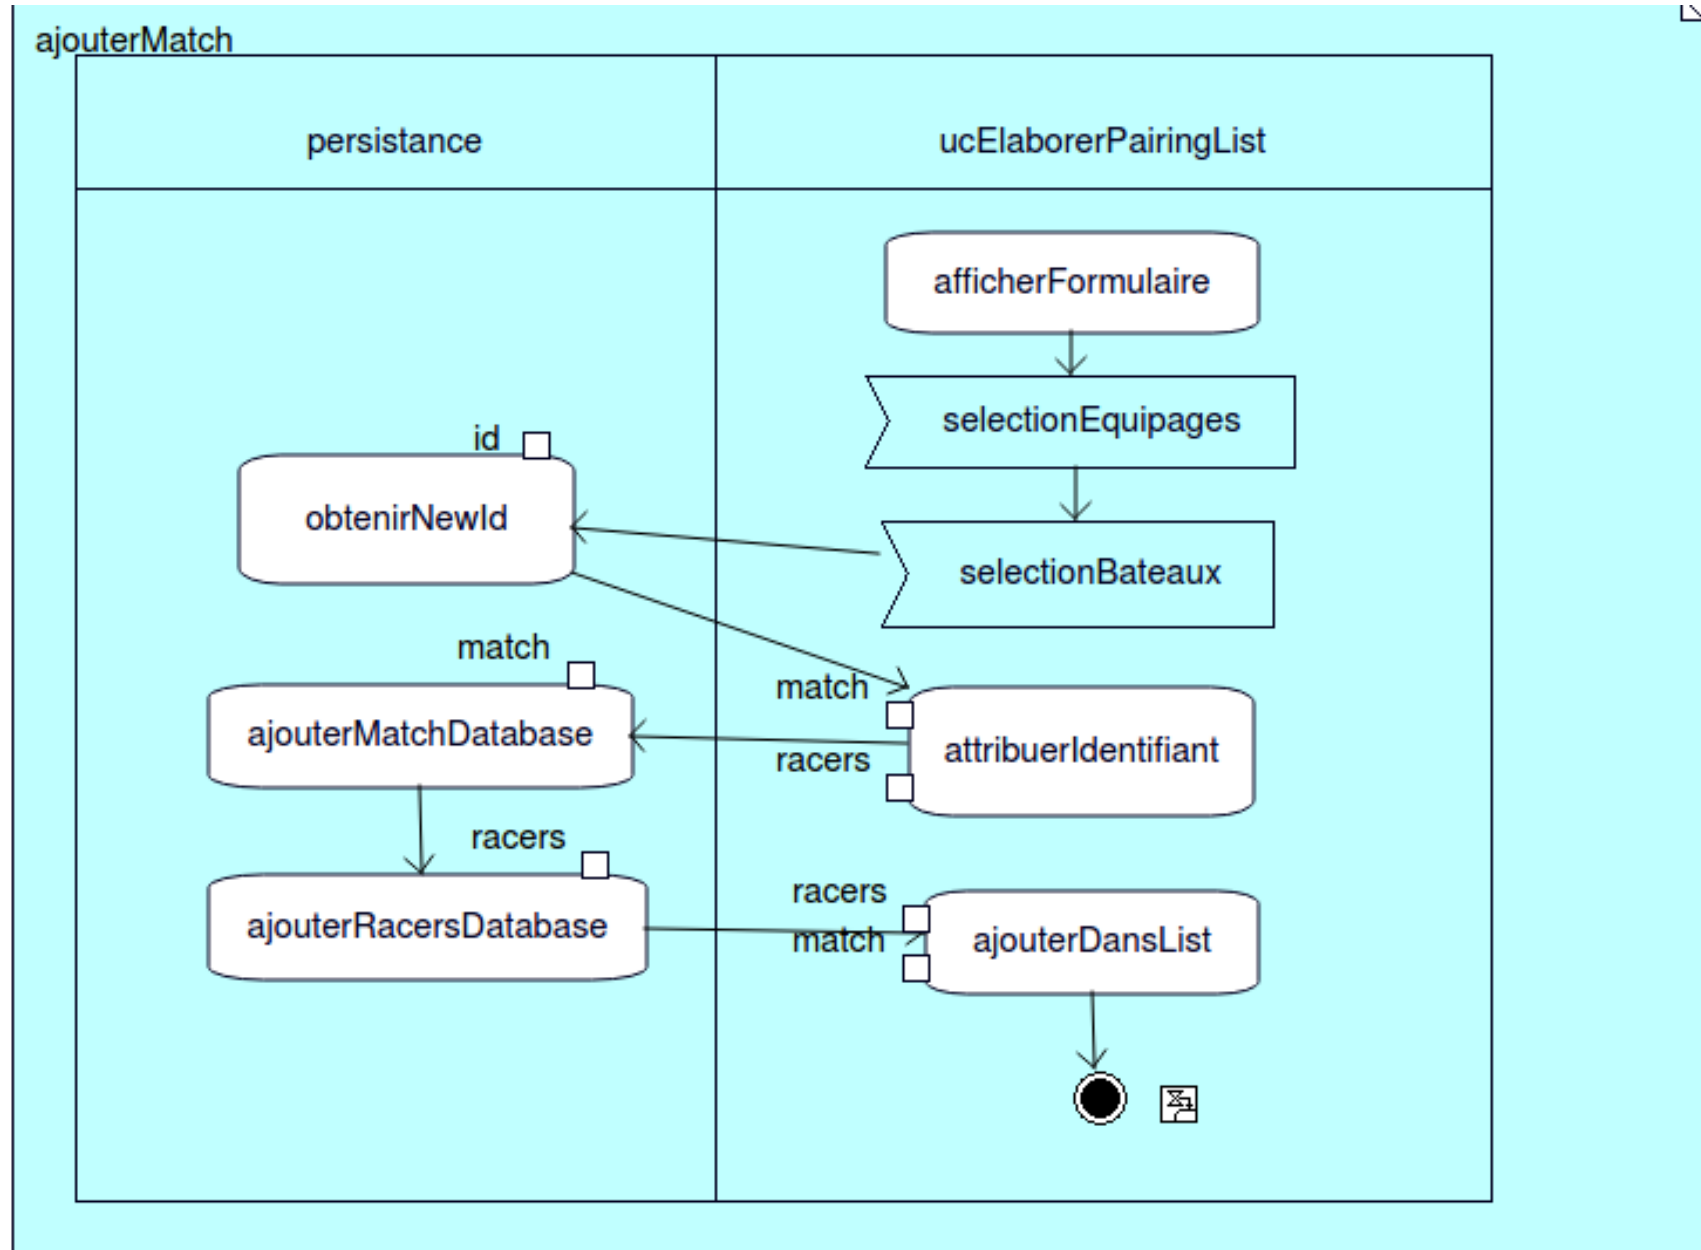 ajouterMatch
persistance
ucElaborerPairingList
afficherFormulaire
selectionEquipages
id
obtenirNewId
selectionBateaux
match
match
ajouterMatchDatabase
attribuerIdentifiant
racers
racers
racers
ajouterRacersDatabase
match
ajouterDansList